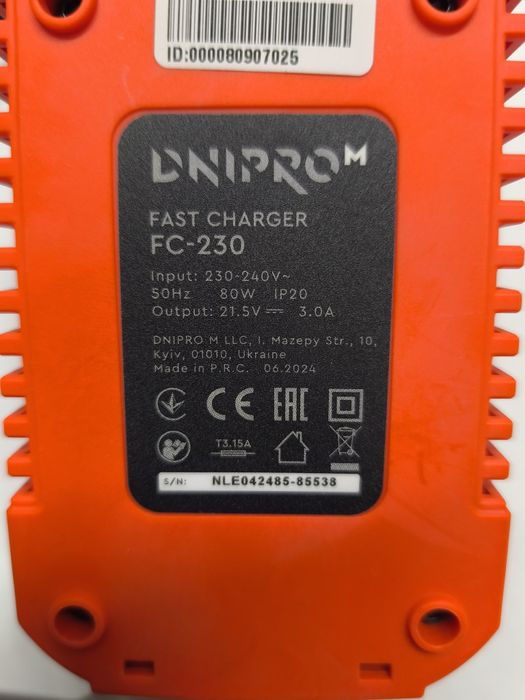 ID:000080907025
DNIPRO M
FAST CHARGER
FC-230
Input: 230-240V~
50Hz 80W IP20
Output: 21.5V⎓ 3.0A
DNIPRO M LLC, I. Mazepy Str., 10,
Kyiv, 01010, Ukraine
Made in P.R.C. 06.2024
CE EAC
T3.15A
S/N: NLE042485-85538